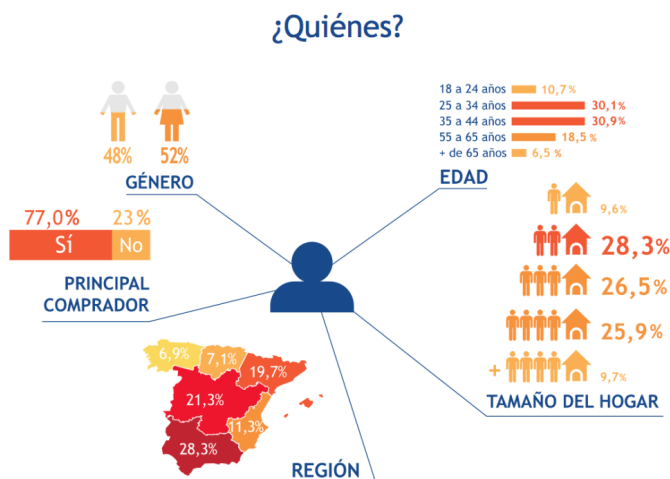 ¿Quiénes?
48%
52%
GÉNERO
18 a 24 años 10,7%
25 a 34 años 30,1%
35 a 44 años 30,9%
55 a 65 años 18,5%
+ de 65 años 6,5%
EDAD
77,0% 23%
Sí No
PRINCIPAL
COMPRADOR
9,6%
28,3%
26,5%
25,9%
+ 9,7%
TAMAÑO DEL HOGAR
6,9%
7,1%
19,7%
21,3%
11,3%
28,3%
REGIÓN